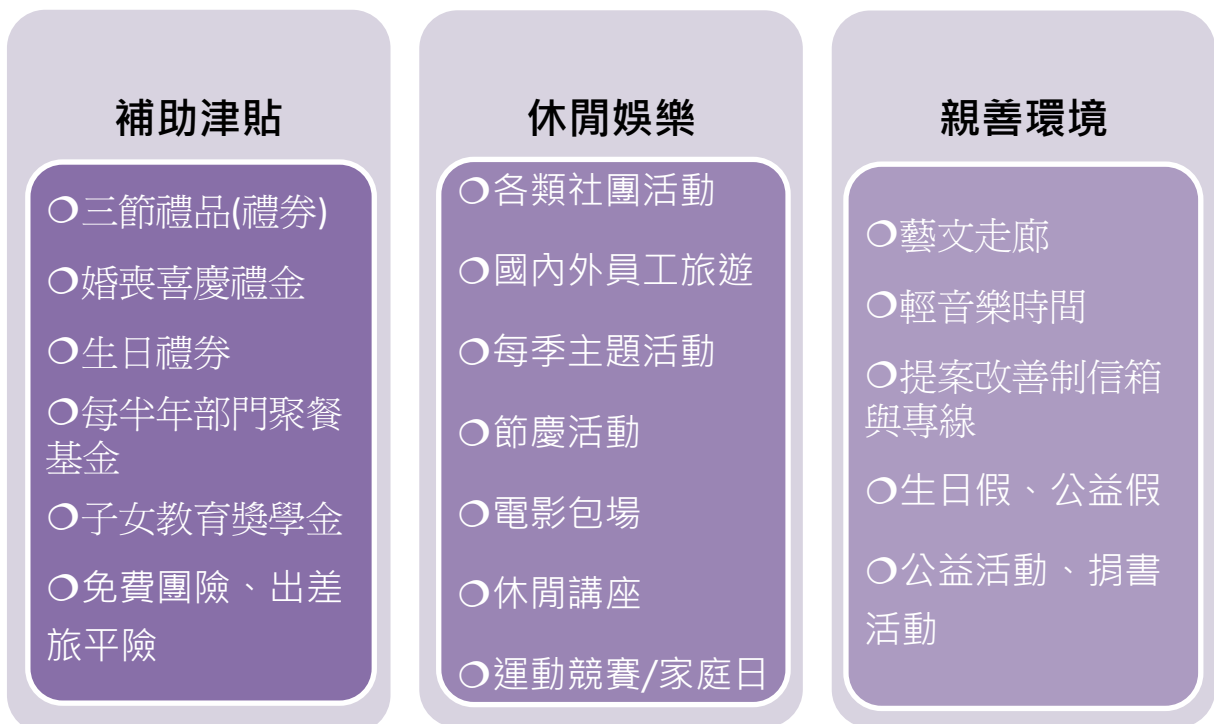 補助津貼
❍三節禮品(禮券)
❍婚喪喜慶禮金
❍生日禮券
❍每半年部門聚餐
基金
❍子女教育獎學金
❍免費團險、出差
旅平險
休閒娛樂
❍各類社團活動
❍國內外員工旅遊
❍每季主題活動
❍節慶活動
❍電影包場
❍休閒講座
❍運動競賽/家庭日
親善環境
❍藝文走廊
❍輕音樂時間
❍提案改善制信箱
與專線
❍生日假、公益假
❍公益活動、捐書
活動